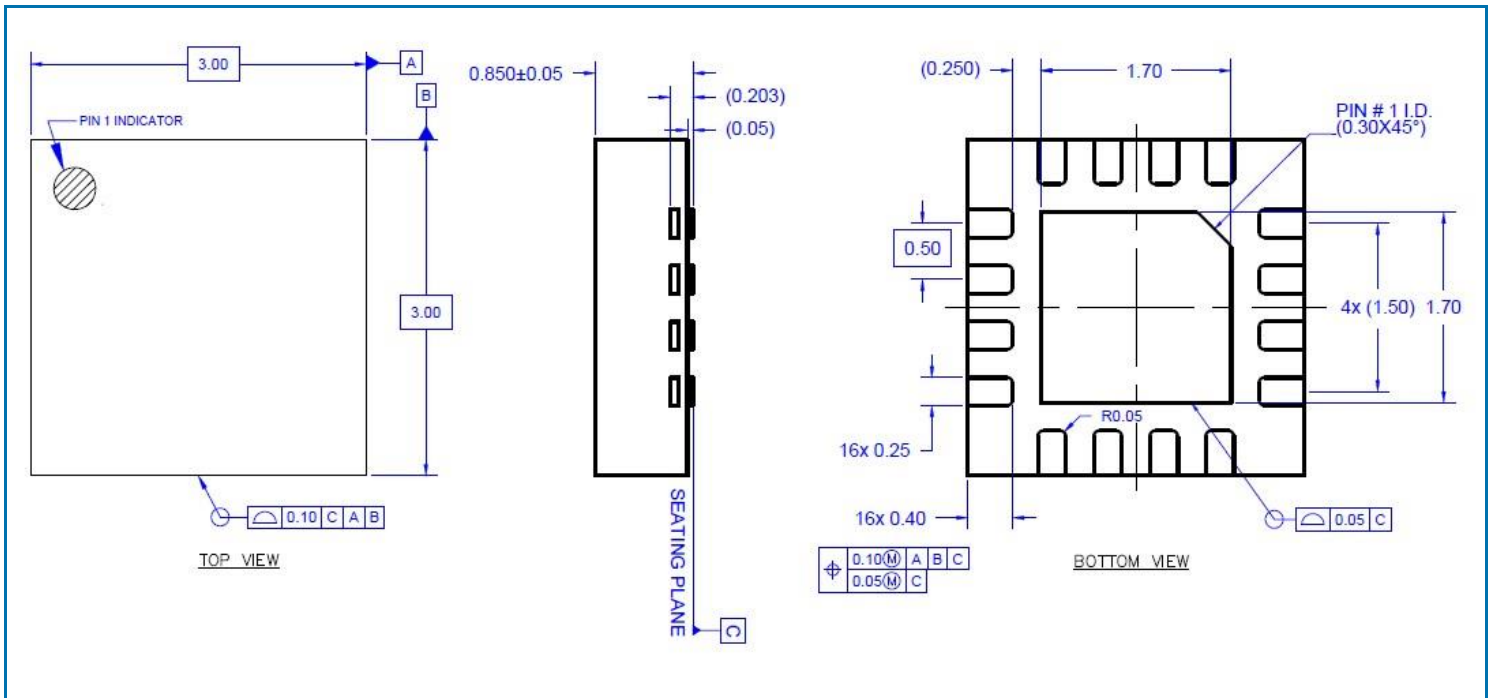 3.00
A
B
PIN 1 INDICATOR
3.00
0.10 C A B
TOP VIEW
0.850±0.05
(0.203)
(0.05)
SEATING PLANE
C
(0.250)
1.70
PIN # 1 I.D.
(0.30X45°)
0.50
4x (1.50) 1.70
R0.05
16x 0.25
16x 0.40
0.10Ⓜ A B C
0.05Ⓜ C
0.05 C
BOTTOM VIEW